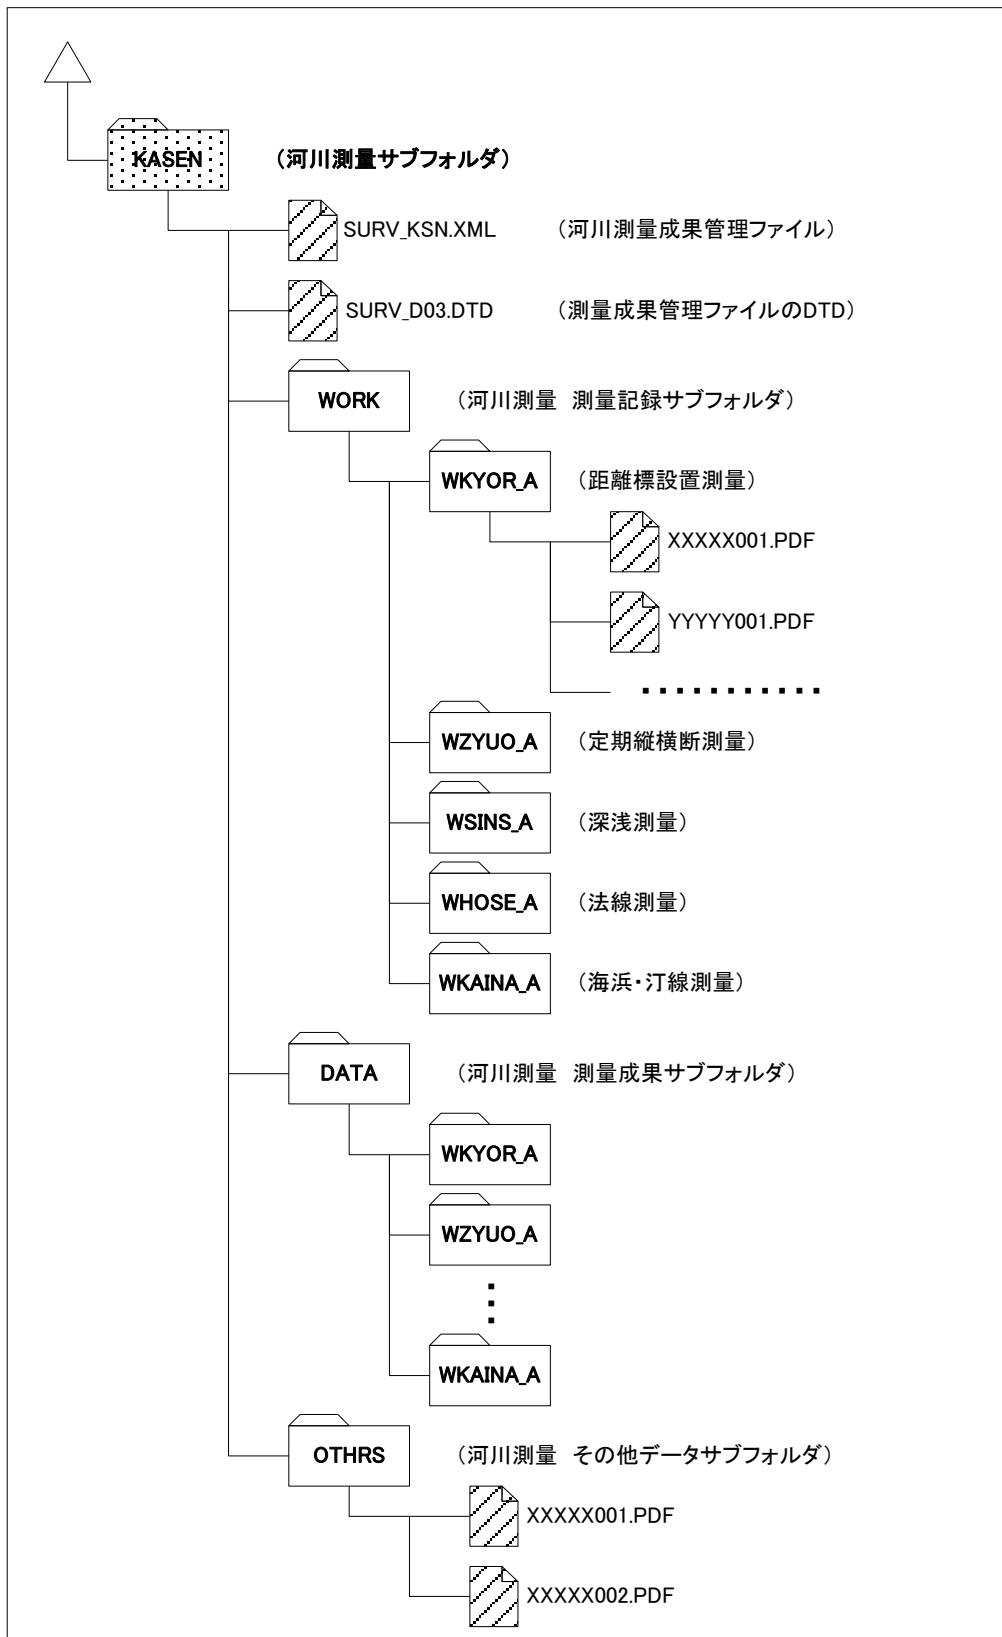 KASEN （河川測量サブフォルダ）
SURV_KSN.XML （河川測量成果管理ファイル）
SURV_D03.DTD （測量成果管理ファイルのDTD）
WORK （河川測量　測量記録サブフォルダ）
WKYOR_A （距離標設置測量）
XXXXX001.PDF
YYYYY001.PDF
・・・・・・・・・・・
WZYUO_A （定期縦横断測量）
WSINS_A （深浅測量）
WHOSE_A （法線測量）
WKAINA_A （海浜・汀線測量）
DATA （河川測量　測量成果サブフォルダ）
WKYOR_A
WZYUO_A
・・・
WKAINA_A
OTHRS （河川測量　その他データサブフォルダ）
XXXXX001.PDF
XXXXX002.PDF